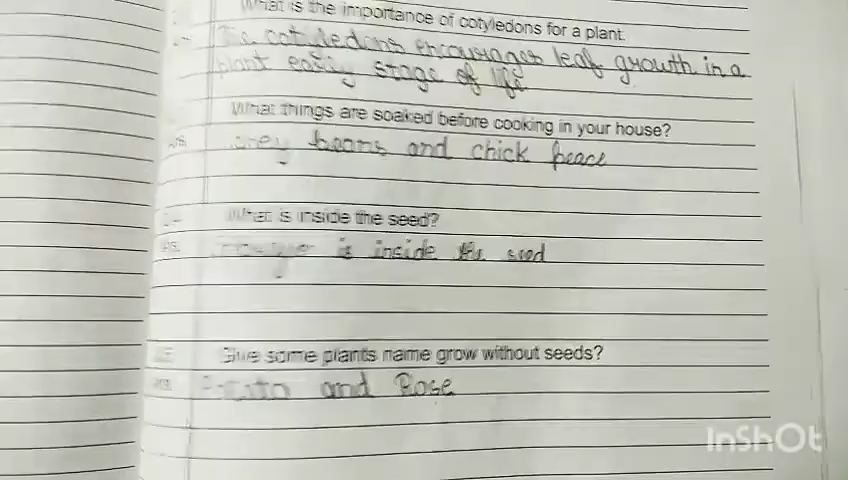 What is the importance of cotyledons for a plant.
The cotyledons encourages leaf growth in a
plant easily stage of life
What things are soaked before cooking in your house?
beans and chick peace
What is inside the seed?
is inside the seed
Give some plants name grow without seeds?
and Rose
InShOt